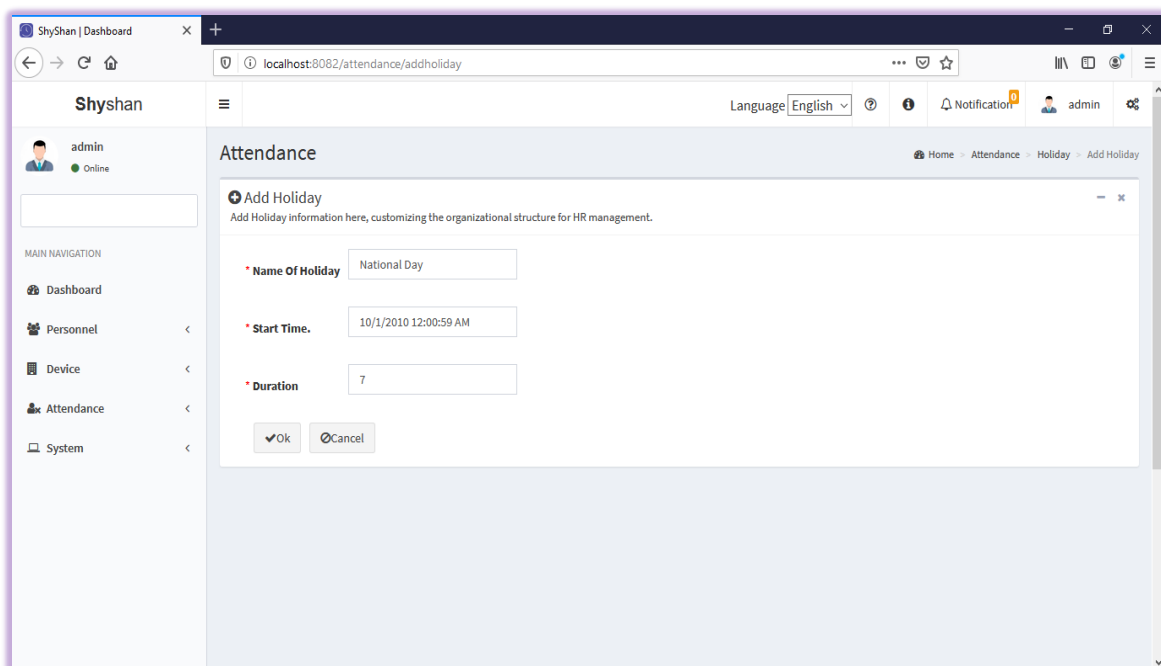 ShyShan | Dashboard
localhost:8082/attendance/addholiday
Shyshan
Language English
Notification 0
admin
admin
Online
Attendance
Home > Attendance > Holiday > Add Holiday
Add Holiday
Add Holiday information here, customizing the organizational structure for HR management.
MAIN NAVIGATION
Dashboard
Personnel
Device
Attendance
System
* Name Of Holiday National Day
* Start Time. 10/1/2010 12:00:59 AM
* Duration 7
Ok Cancel